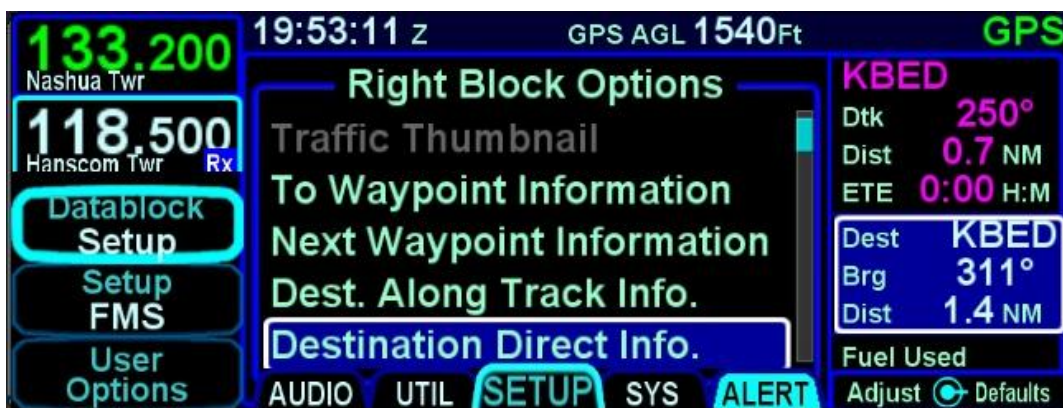 133.200
Nashua Twr
118.500
Hanscom Twr Rx
Datablock
Setup
Setup
FMS
User
Options
19:53:11 Z GPS AGL 1540Ft GPS
Right Block Options
Traffic Thumbnail
To Waypoint Information
Next Waypoint Information
Dest. Along Track Info.
Destination Direct Info.
AUDIO UTIL SETUP SYS ALERT
KBED
Dtk 250°
Dist 0.7 NM
ETE 0:00 H:M
Dest KBED
Brg 311°
Dist 1.4 NM
Fuel Used
Adjust Defaults